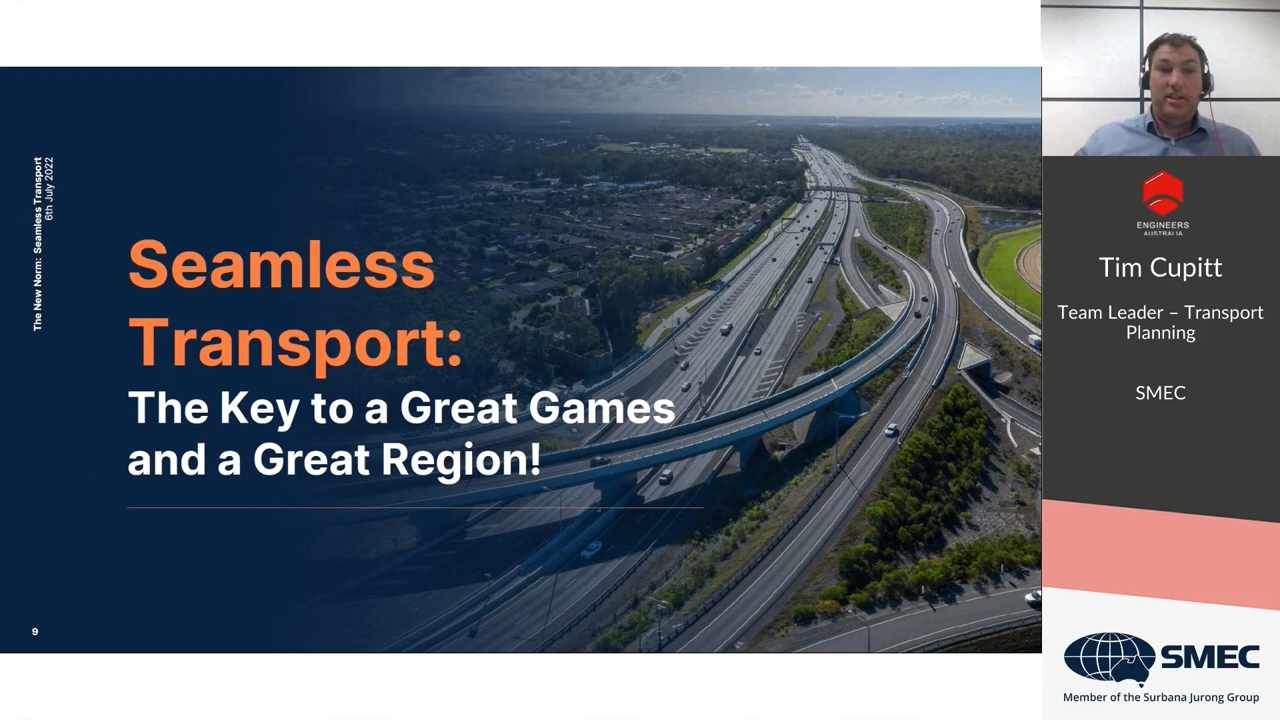 The New Norm: Seamless Transport
6th July 2022
Seamless
Transport:
The Key to a Great Games
and a Great Region!
9
ENGINEERS
AUSTRALIA
Tim Cupitt
Team Leader – Transport
Planning
SMEC
SMEC
Member of the Surbana Jurong Group